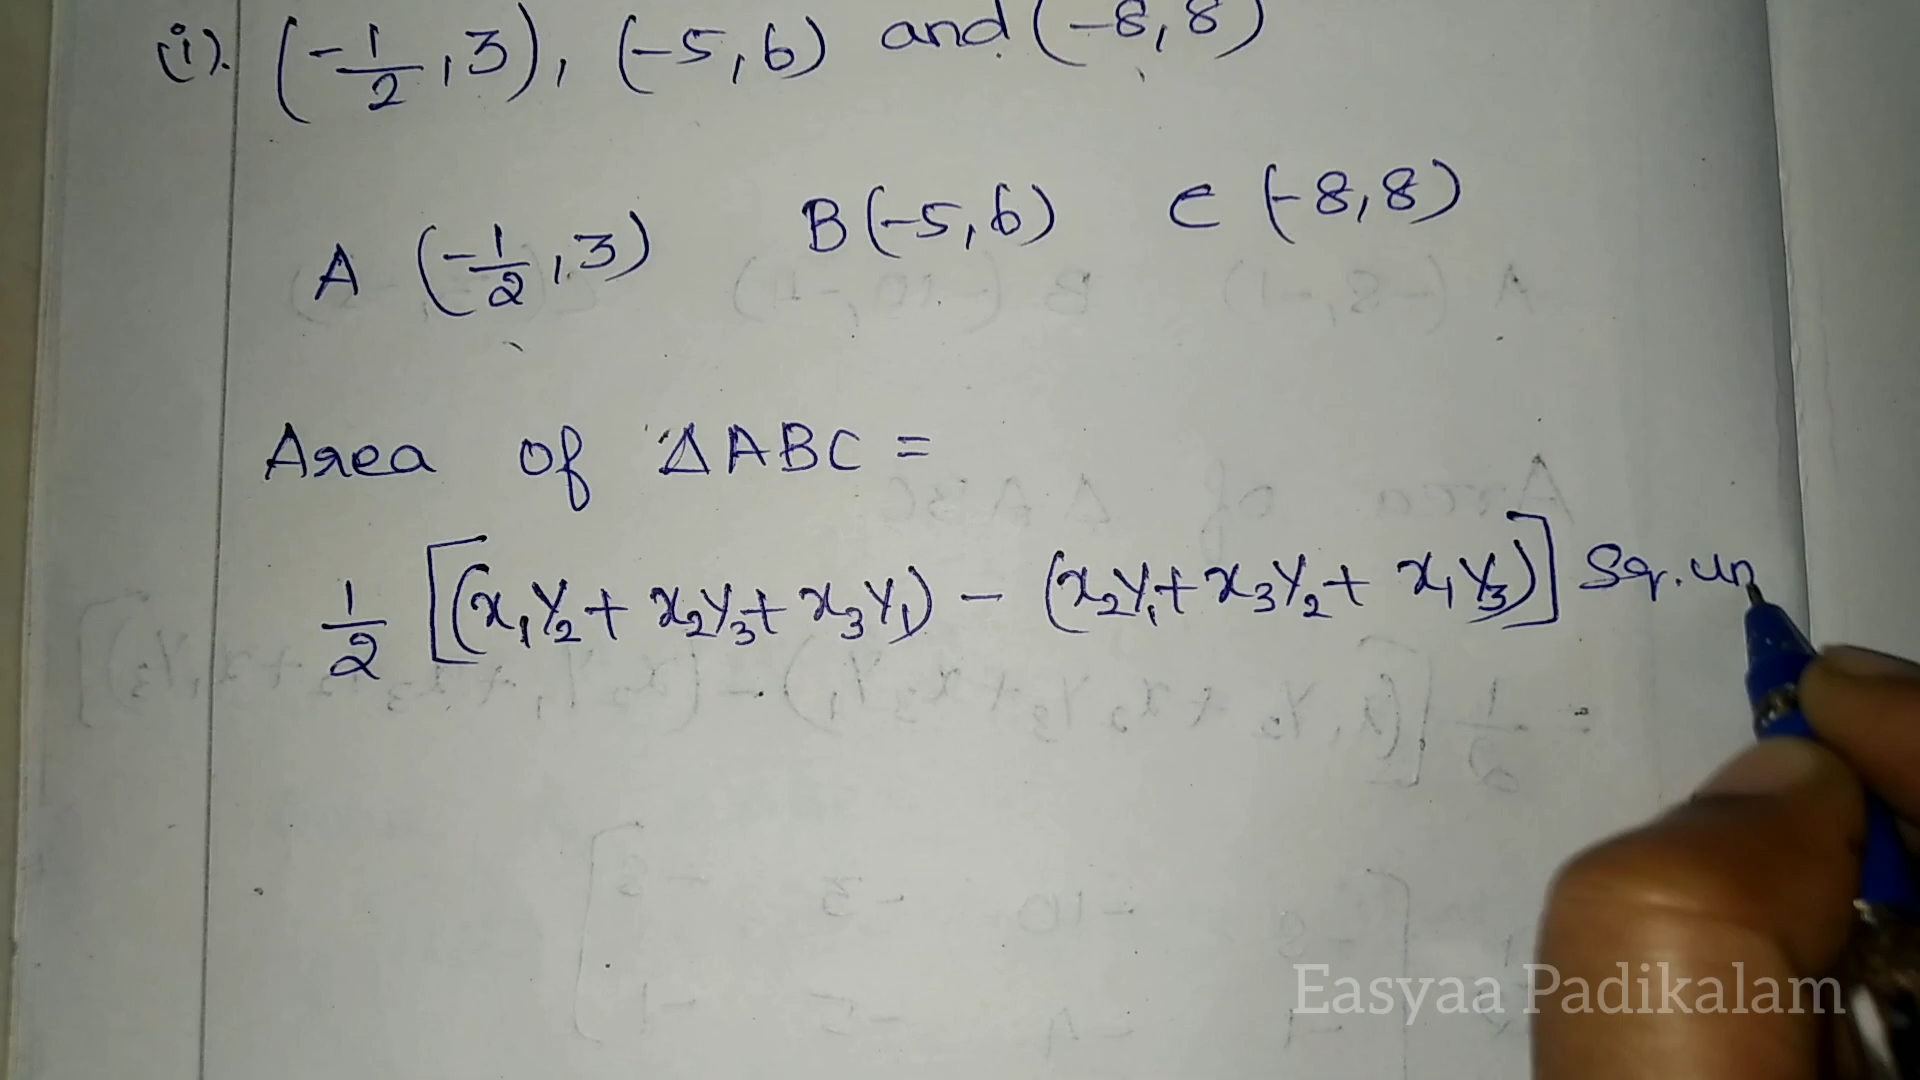 (i). (-1/2, 3), (-5, 6) and (-8, 8)
A (-1/2, 3) B(-5, 6) C (-8, 8)
Area of ΔABC =
1/2 [(x₁y₂ + x₂y₃ + x₃y₁) - (x₂y₁ + x₃y₂ + x₁y₃)] Sq. un
Easyaa Padikalam